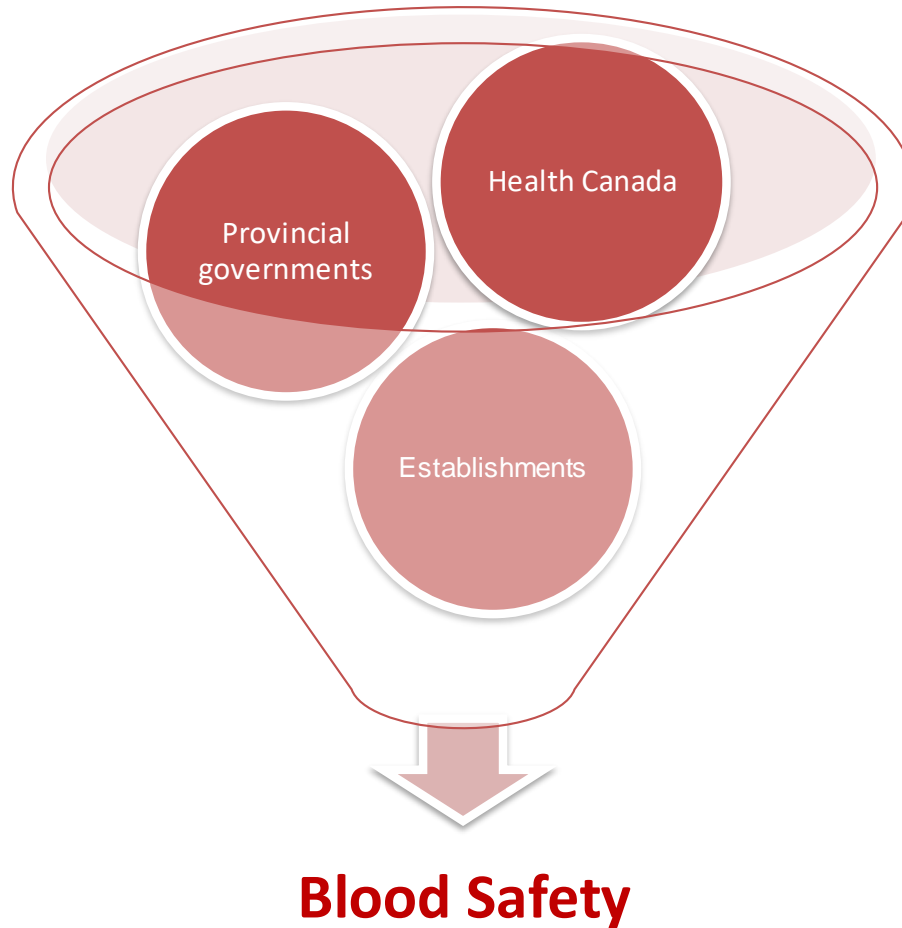 Health Canada
Provincial
governments
Establishments
Blood Safety